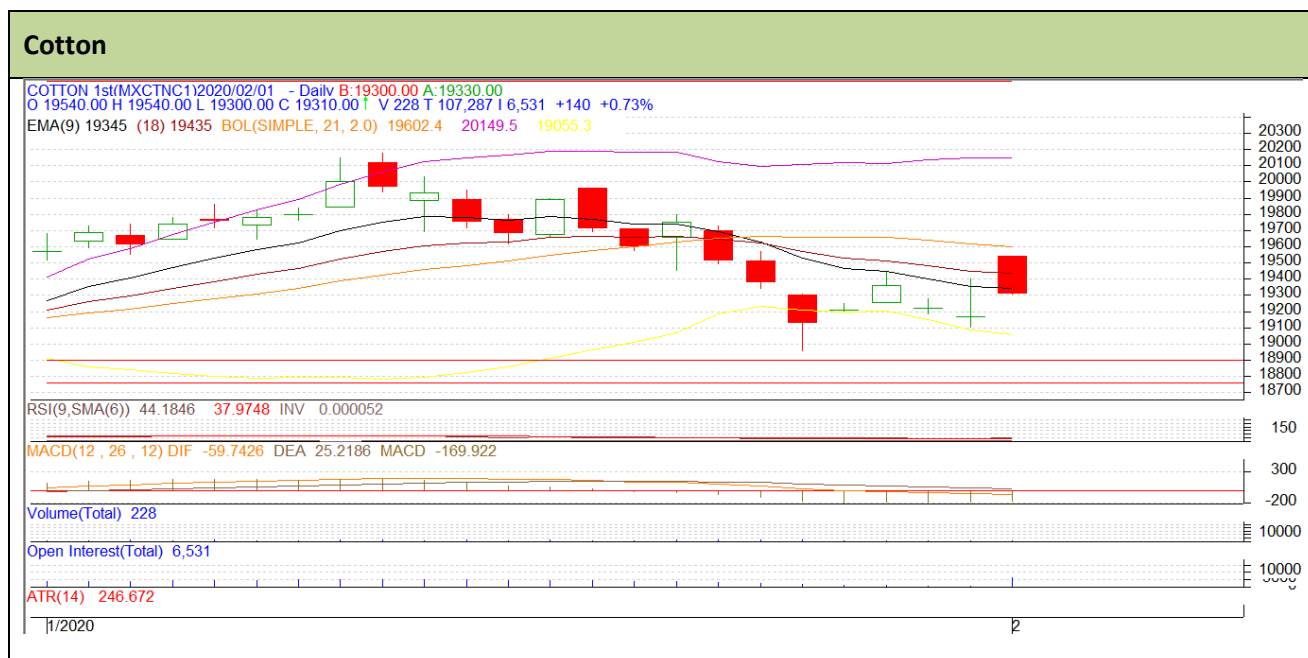 Cotton
COTTON 1st(MXCTNC1)2020/02/01 - Daily B:19300.00 A:19330.00
O 19540.00 H 19540.00 L 19300.00 C 19310.00 ↑ V 228 T 107,287 I 6,531 +140 +0.73%
EMA(9) 19345 (18) 19435 BOL(SIMPLE, 21, 2.0) 19602.4 20149.5 19055.3
20300
20200
20100
20000
19900
19800
19700
19600
19500
19400
19300
19200
19100
19000
18900
18800
18700
RSI(9,SMA(6)) 44.1846 37.9748 INV 0.000052
150
MACD(12 , 26 , 12) DIF -59.7426 DEA 25.2186 MACD -169.922
300
-200
Volume(Total) 228
10000
Open Interest(Total) 6,531
10000
ATR(14) 246.672
1/2020 2